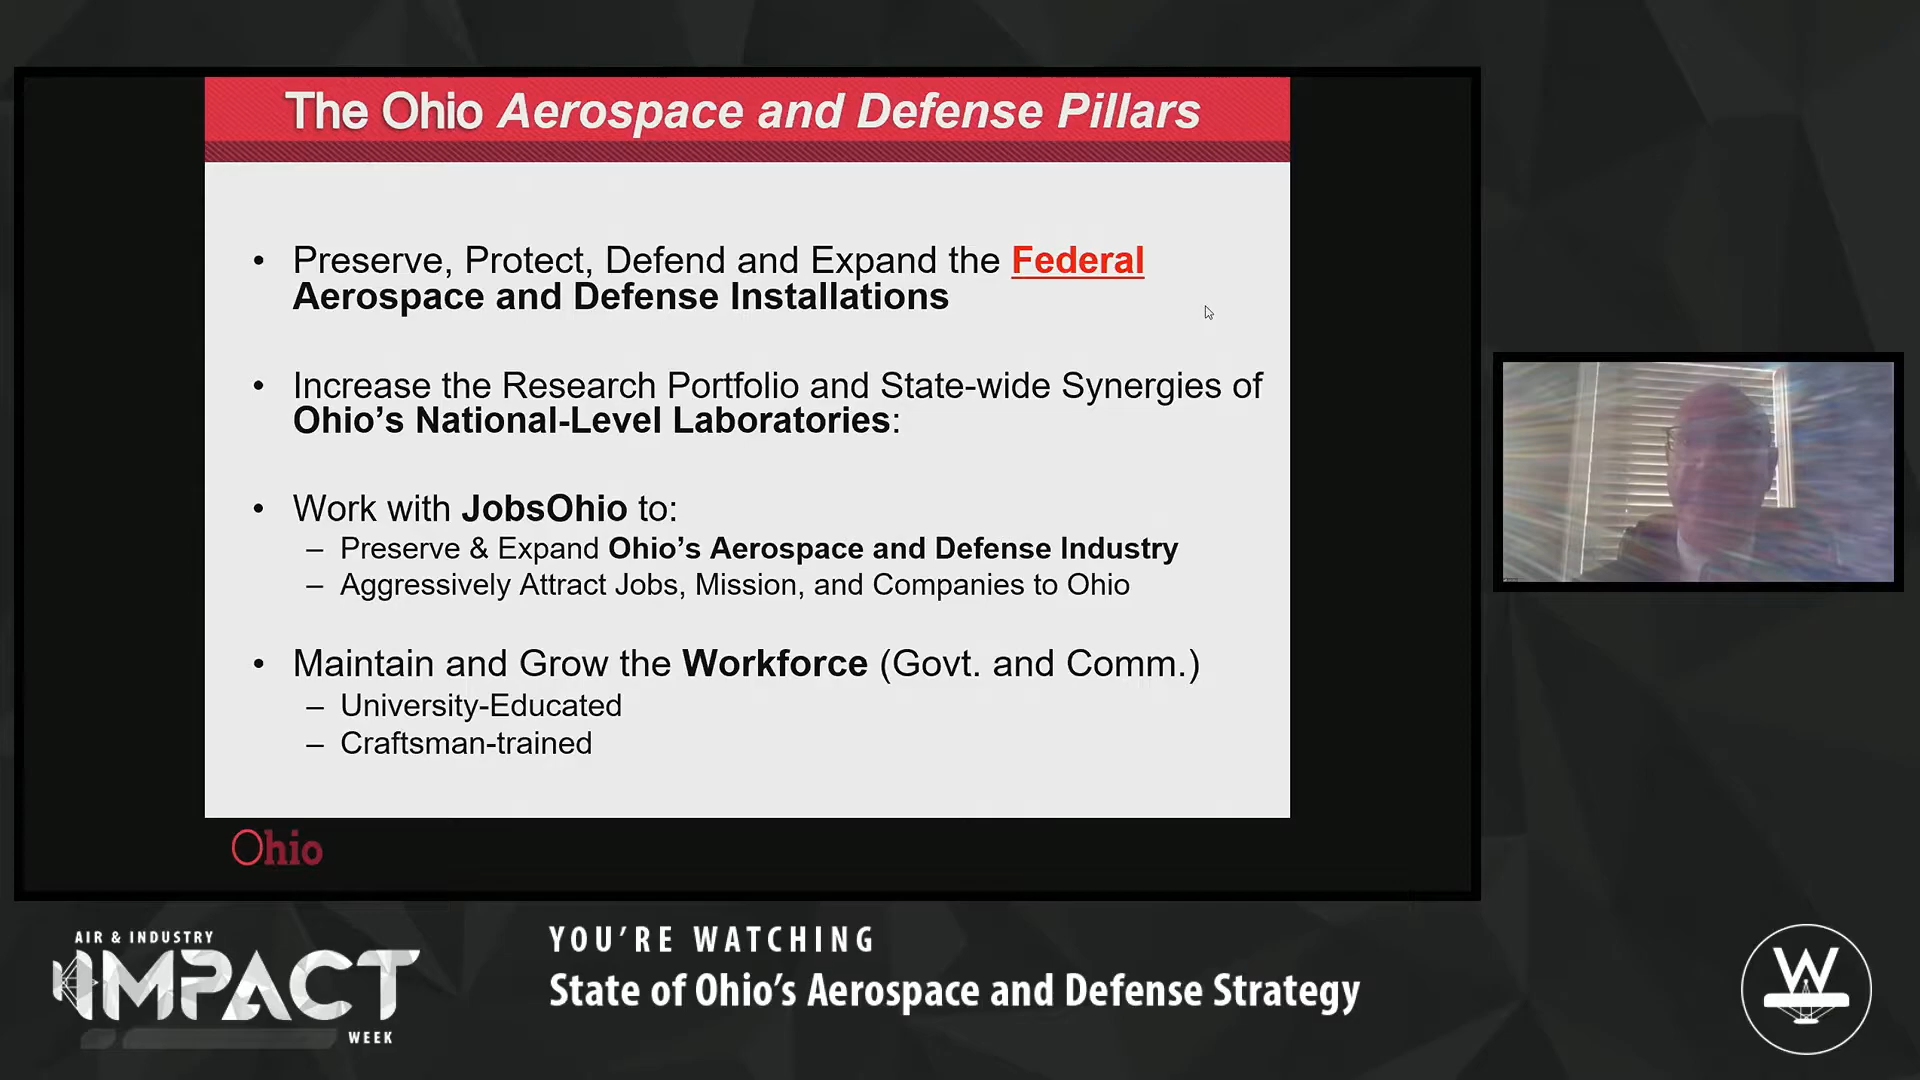 The Ohio Aerospace and Defense Pillars
• Preserve, Protect, Defend and Expand the Federal
Aerospace and Defense Installations
• Increase the Research Portfolio and State-wide Synergies of
Ohio’s National-Level Laboratories:
• Work with JobsOhio to:
– Preserve & Expand Ohio’s Aerospace and Defense Industry
– Aggressively Attract Jobs, Mission, and Companies to Ohio
• Maintain and Grow the Workforce (Govt. and Comm.)
– University-Educated
– Craftsman-trained
Ohio
AIR & INDUSTRY
IMPACT
WEEK
YOU’RE WATCHING
State of Ohio’s Aerospace and Defense Strategy
W